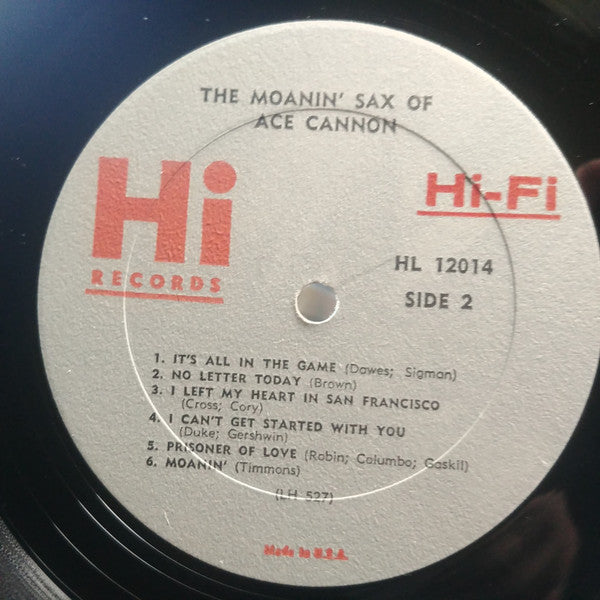 THE MOANIN' SAX OF
ACE CANNON
Hi
RECORDS
Hi-Fi
HL 12014
SIDE 2
1. IT'S ALL IN THE GAME (Dawes; Sigman)
2. NO LETTER TODAY (Brown)
3. I LEFT MY HEART IN SAN FRANCISCO
(Cross; Cory)
4. I CAN'T GET STARTED WITH YOU
(Duke; Gershwin)
5. PRISONER OF LOVE (Robin; Columbo; Gaskil)
6. MOANIN' (Timmons)
(LH 527)
Made in U.S.A.